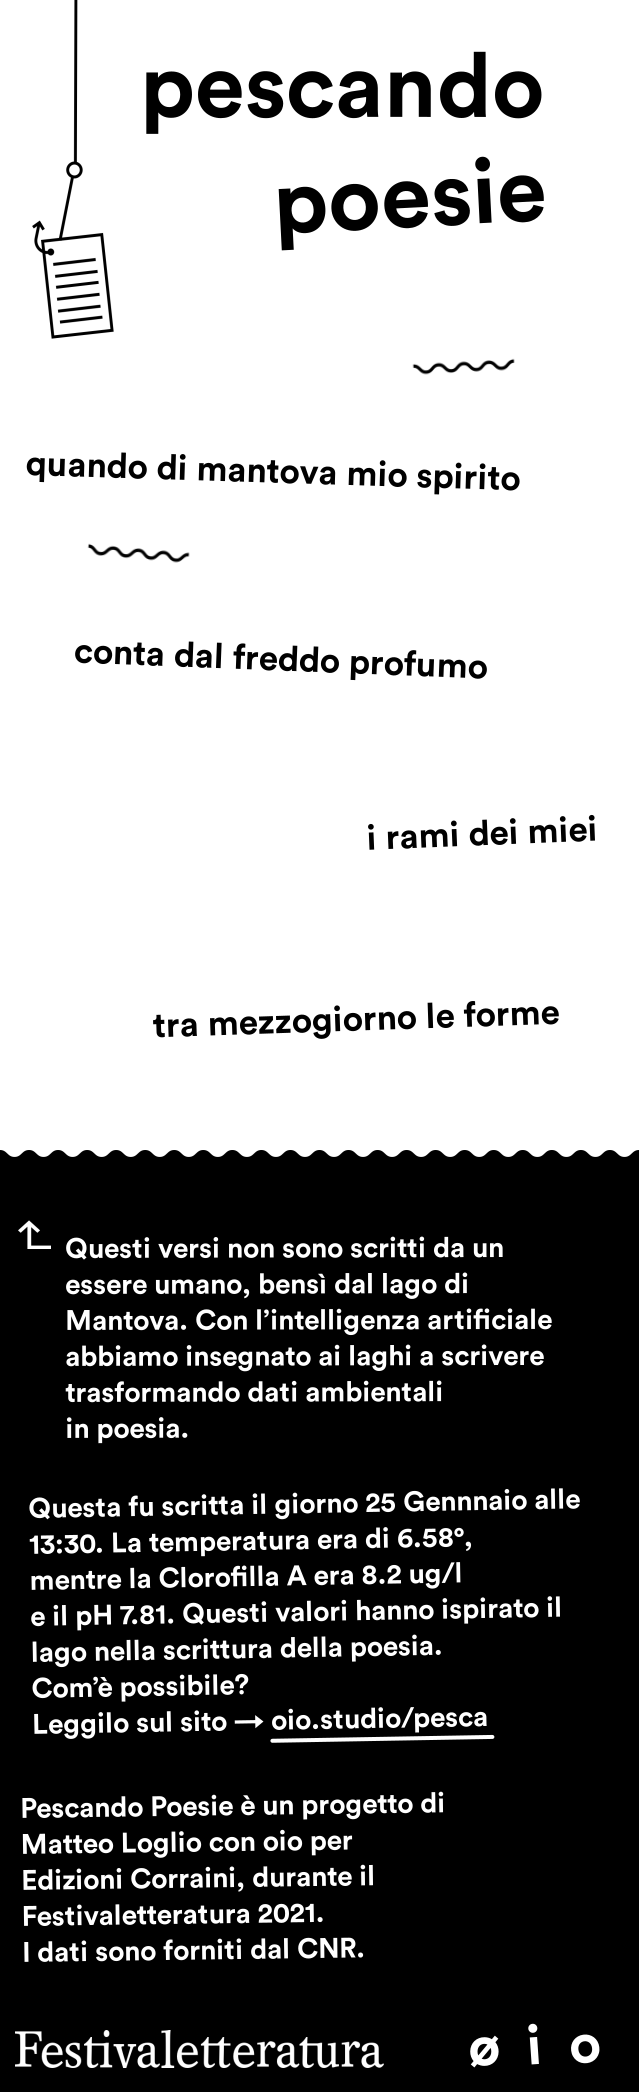 pescando
poesie
quando di mantova mio spirito
conta dal freddo profumo
i rami dei miei
tra mezzogiorno le forme
Questi versi non sono scritti da un
essere umano, bensì dal lago di
Mantova. Con l’intelligenza artificiale
abbiamo insegnato ai laghi a scrivere
trasformando dati ambientali
in poesia.
Questa fu scritta il giorno 25 Gennnaio alle
13:30. La temperatura era di 6.58°,
mentre la Clorofilla A era 8.2 ug/l
e il pH 7.81. Questi valori hanno ispirato il
lago nella scrittura della poesia.
Com’è possibile?
Leggilo sul sito → oio.studio/pesca
Pescando Poesie è un progetto di
Matteo Loglio con oio per
Edizioni Corraini, durante il
Festivaletteratura 2021.
I dati sono forniti dal CNR.
Festivaletteratura øio